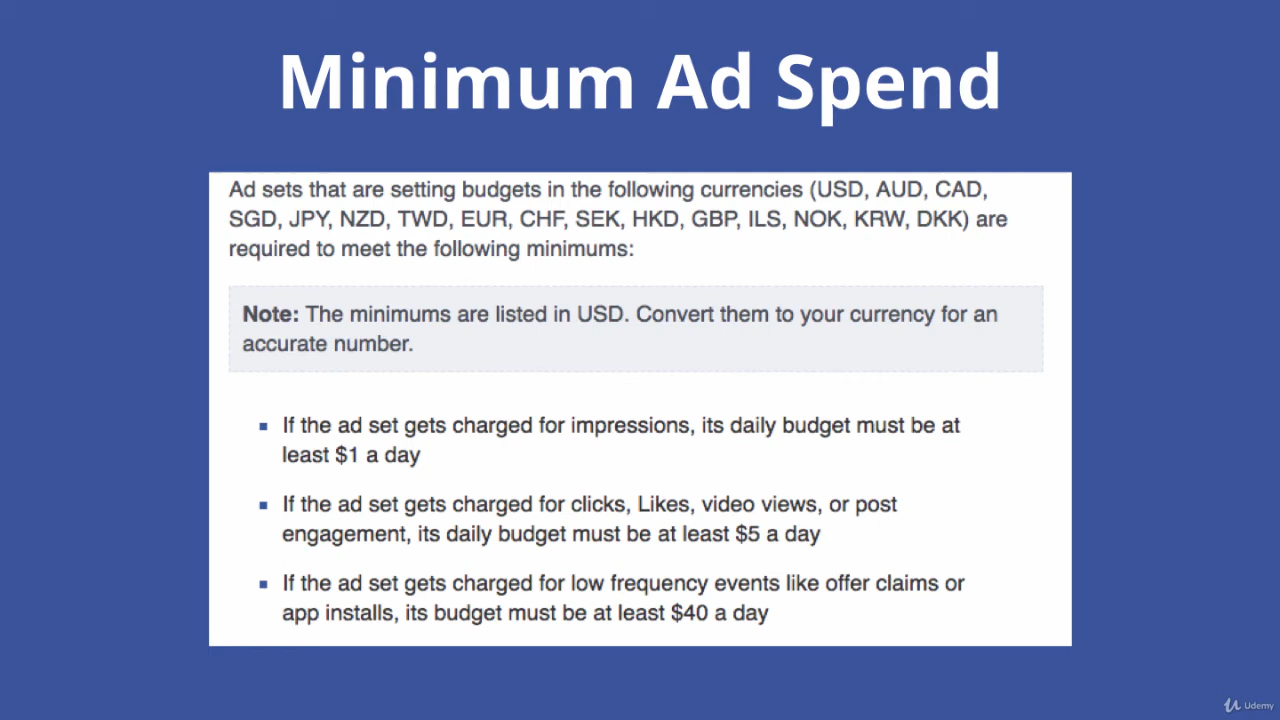 Minimum Ad Spend
Ad sets that are setting budgets in the following currencies (USD, AUD, CAD,
SGD, JPY, NZD, TWD, EUR, CHF, SEK, HKD, GBP, ILS, NOK, KRW, DKK) are
required to meet the following minimums:
Note: The minimums are listed in USD. Convert them to your currency for an
accurate number.
If the ad set gets charged for impressions, its daily budget must be at
least $1 a day
If the ad set gets charged for clicks, Likes, video views, or post
engagement, its daily budget must be at least $5 a day
If the ad set gets charged for low frequency events like offer claims or
app installs, its budget must be at least $40 a day
Udemy